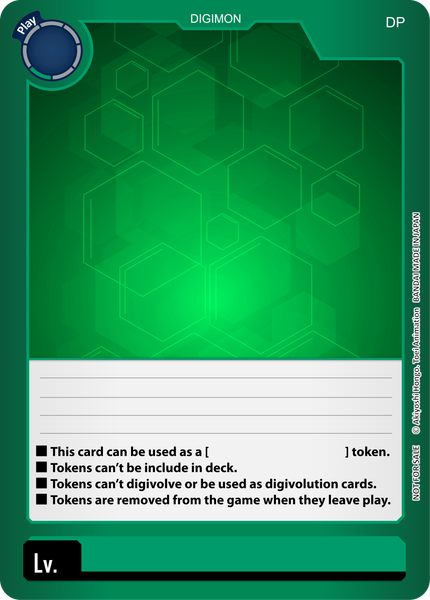 Play
DIGIMON
DP
■ This card can be used as a [ ] token.
■ Tokens can't be include in deck.
■ Tokens can't digivolve or be used as digivolution cards.
■ Tokens are removed from the game when they leave play.
NOT FOR SALE © Akiyoshi Hongo, Toei Animation BANDAI MADE IN JAPAN
Lv.